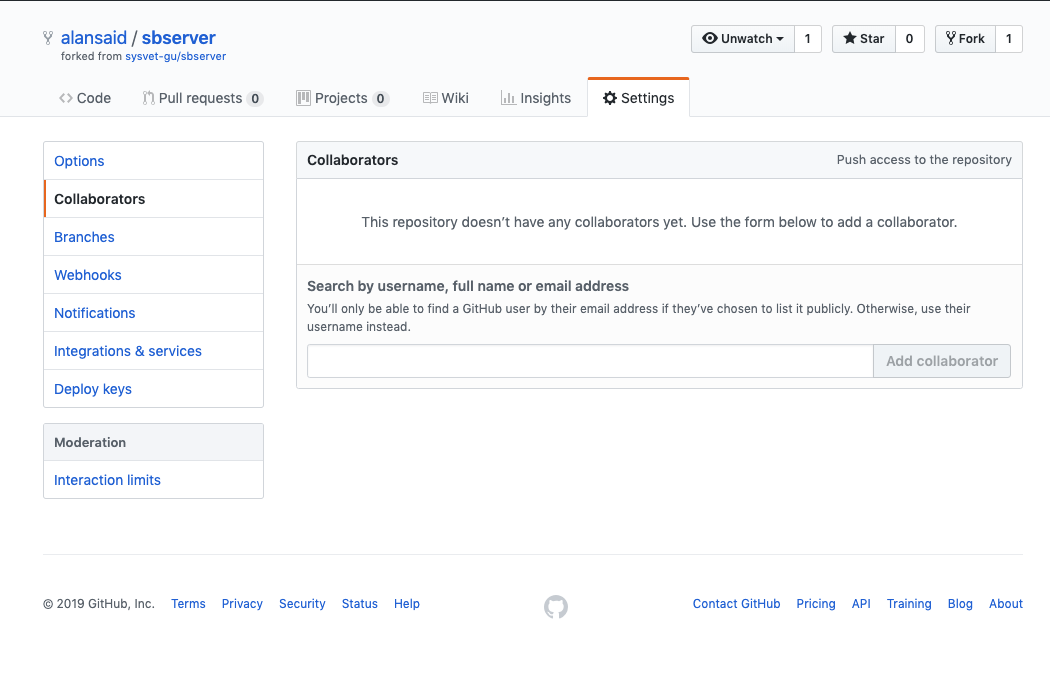 alansaid / sbserver
forked from sysvet-gu/sbserver
Unwatch 1 Star 0 Fork 1
Code Pull requests 0 Projects 0 Wiki Insights Settings
Options
Collaborators
Branches
Webhooks
Notifications
Integrations & services
Deploy keys
Moderation
Interaction limits
Collaborators Push access to the repository
This repository doesn’t have any collaborators yet. Use the form below to add a collaborator.
Search by username, full name or email address
You’ll only be able to find a GitHub user by their email address if they’ve chosen to list it publicly. Otherwise, use their
username instead.
Add collaborator
© 2019 GitHub, Inc. Terms Privacy Security Status Help Contact GitHub Pricing API Training Blog About